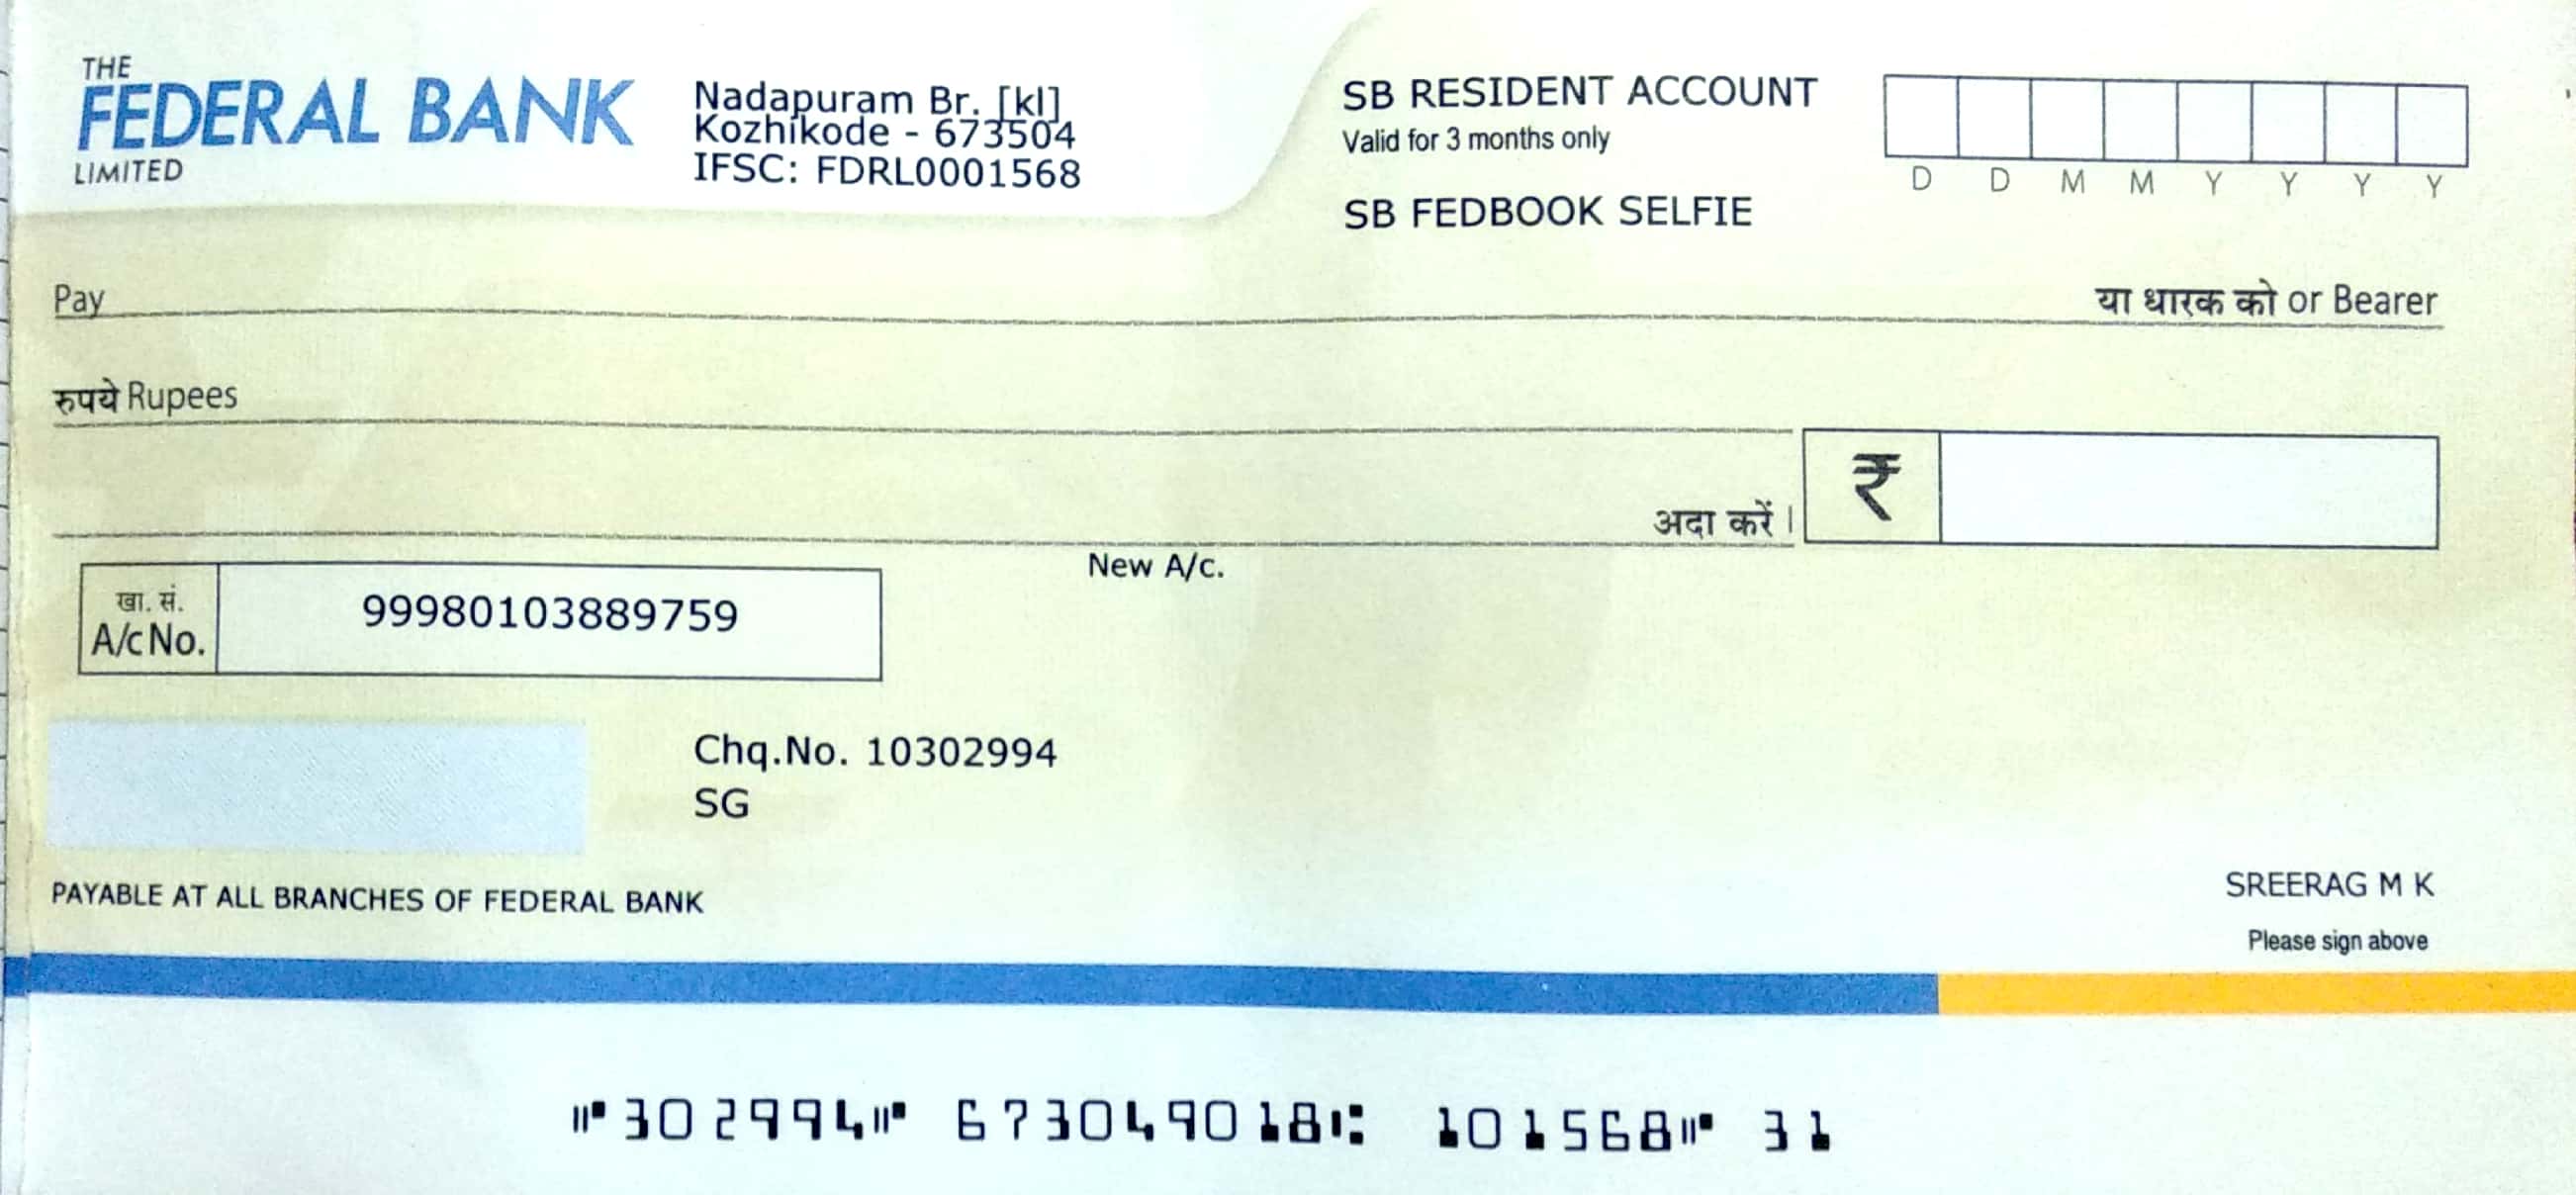 THE
FEDERAL BANK
LIMITED
Nadapuram Br. [kl]
Kozhikode - 673504
IFSC: FDRL0001568
SB RESIDENT ACCOUNT
Valid for 3 months only
SB FEDBOOK SELFIE
D D M M Y Y Y Y
Pay
या धारक को or Bearer
रुपये Rupees
अदा करें।
₹
New A/c.
खा. सं.
A/c No.
99980103889759
Chq.No. 10302994
SG
PAYABLE AT ALL BRANCHES OF FEDERAL BANK
SREERAG M K
Please sign above
⑈302994⑈ 673049018⑆ 101568⑈ 31